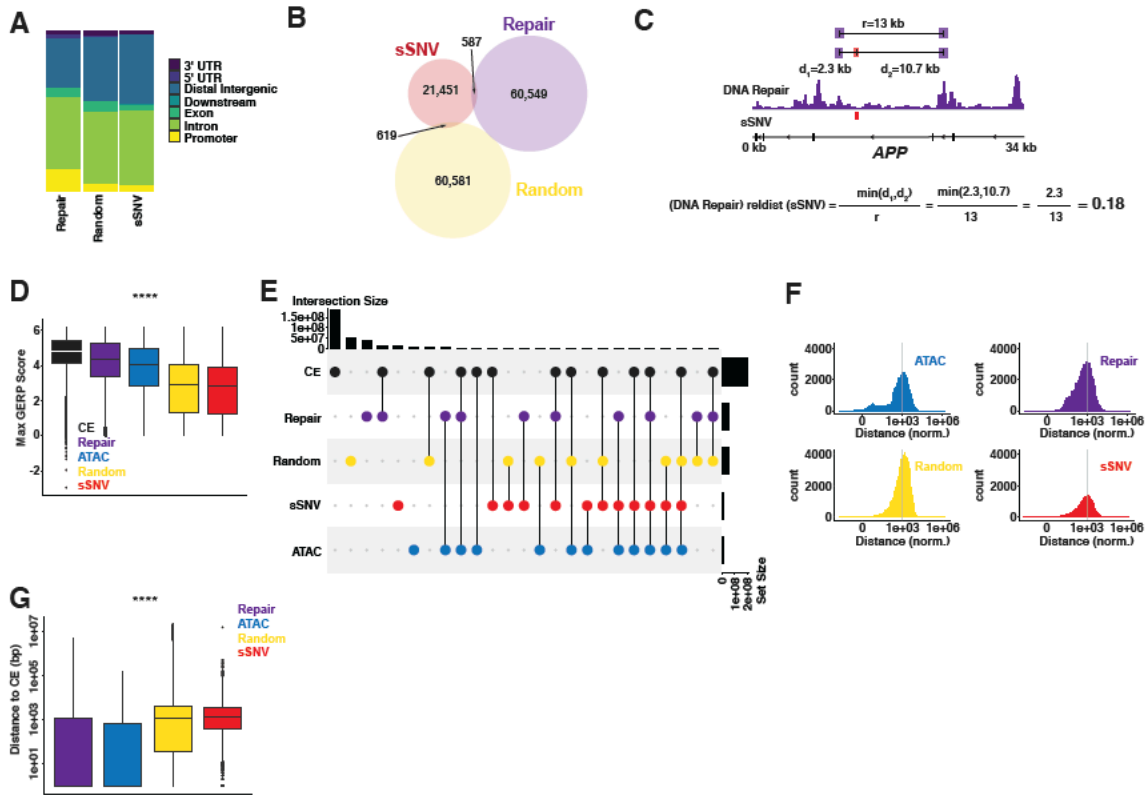 A
3' UTR
5' UTR
Distal Intergenic
Downstream
Exon
Intron
Promoter
Repair
Random
sSNV
B
Repair
587
sSNV
21,451
60,549
619
60,581
Random
C
r=13 kb
d1=2.3 kb
d2=10.7 kb
DNA Repair
sSNV
0 kb
APP
34 kb
(DNA Repair) reldist (sSNV) = min(d1,d2) / r = min(2.3,10.7) / 13 = 2.3 / 13 = 0.18
D
****
Max GERP Score
6
4
2
0
-2
CE
Repair
ATAC
Random
sSNV
E
Intersection Size
1.5e+08
1e+08
5e+07
0
CE
Repair
Random
sSNV
ATAC
0
1e+08
2e+08
Set Size
F
4000
2000
0
count
ATAC
0 1e+03 1e+06
Distance (norm.)
4000
2000
0
count
Repair
0 1e+03 1e+06
Distance (norm.)
4000
2000
0
count
Random
0 1e+03 1e+06
Distance (norm.)
4000
2000
0
count
sSNV
0 1e+03 1e+06
Distance (norm.)
G
****
Repair
ATAC
Random
sSNV
Distance to CE (bp)
1e+07
1e+05
1e+03
1e+01